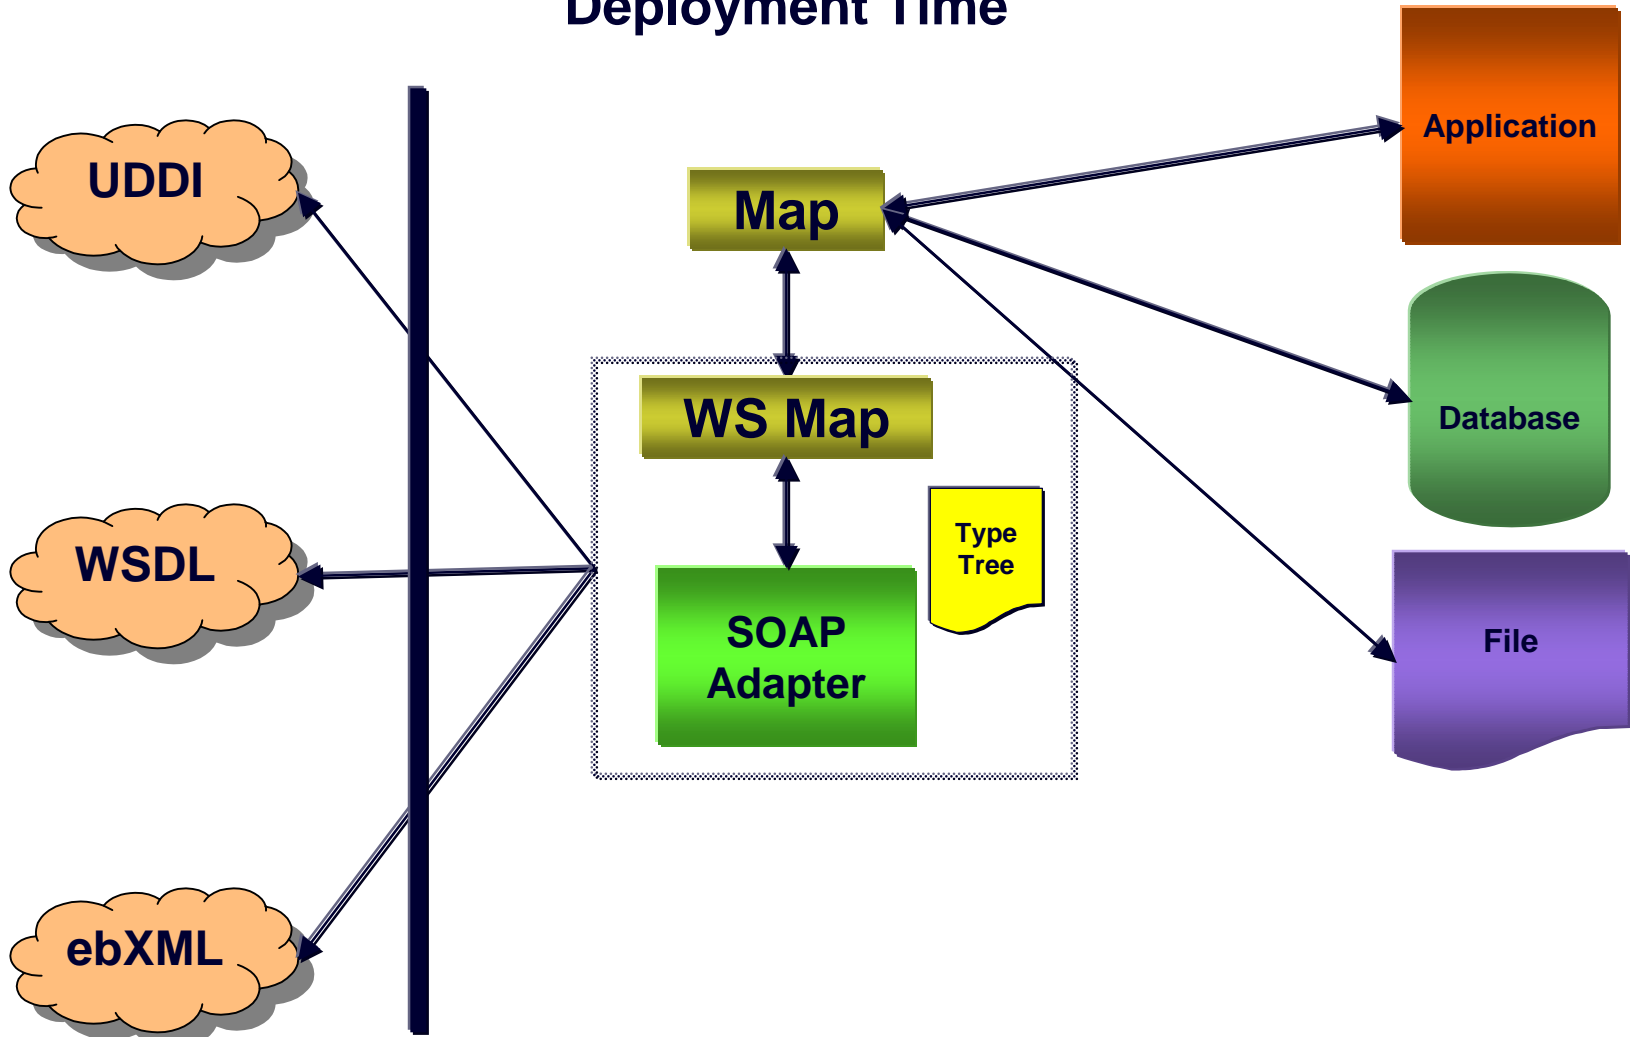 Deployment Time
Application
UDDI
Map
WS Map
Database
Type
Tree
WSDL
SOAP
Adapter
File
ebXML